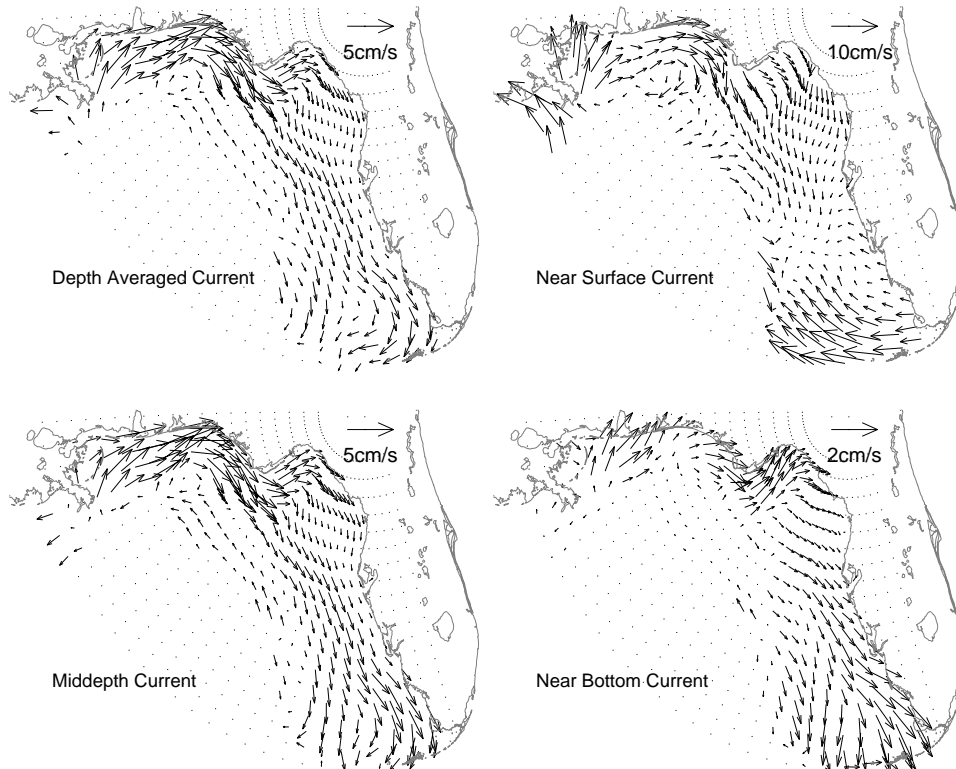 5cm/s
Depth Averaged Current
10cm/s
Near Surface Current
5cm/s
Middepth Current
2cm/s
Near Bottom Current